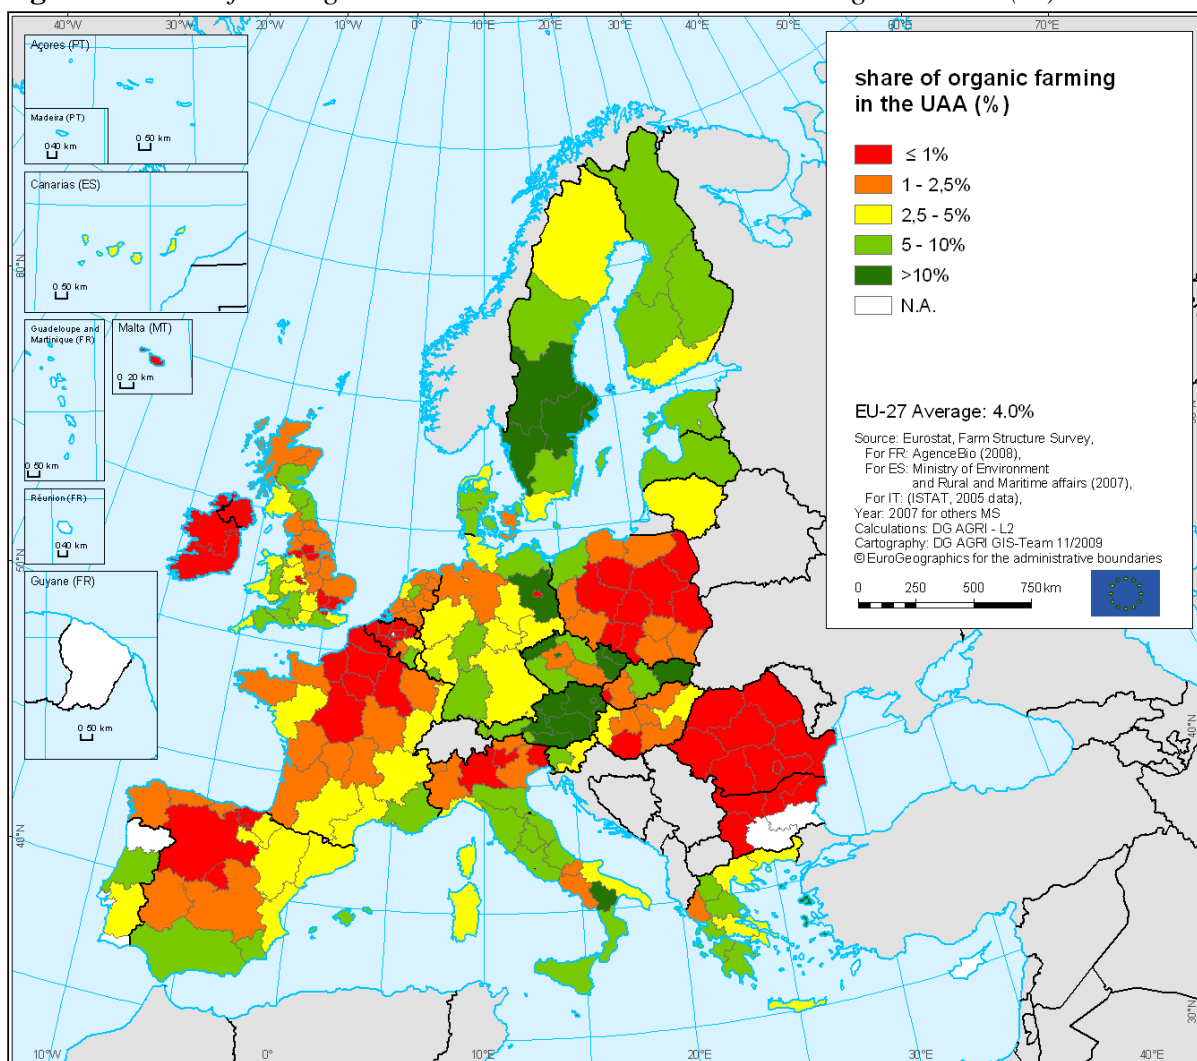 40°W 30°W 20°W 10°W 0° 10°E 20°E 30°E 40°E 50°E 60°E 70°E
Açores (PT)
Madeira (PT)
0 40 km
0 50 km
Canarias (ES)
0 50 km
Guadeloupe and
Martinique (FR)
0 50 km
Malta (MT)
0 20 km
Réunion (FR)
0 40 km
Guyane (FR)
0 50 km
60°N
50°N
40°N
share of organic farming
in the UAA (%)
≤ 1%
1 - 2,5%
2,5 - 5%
5 - 10%
>10%
N.A.
EU-27 Average: 4.0%
Source: Eurostat, Farm Structure Survey,
For FR: AgenceBio (2008),
For ES: Ministry of Environment
and Rural and Maritime affairs (2007),
For IT: (ISTAT, 2005 data),
Year: 2007 for others MS
Calculations: DG AGRI - L2
Cartography: DG AGRI GIS-Team 11/2009
© EuroGeographics for the administrative boundaries
0 250 500 750 km
40°N
30°N
10°W 0° 10°E 20°E 30°E 40°E